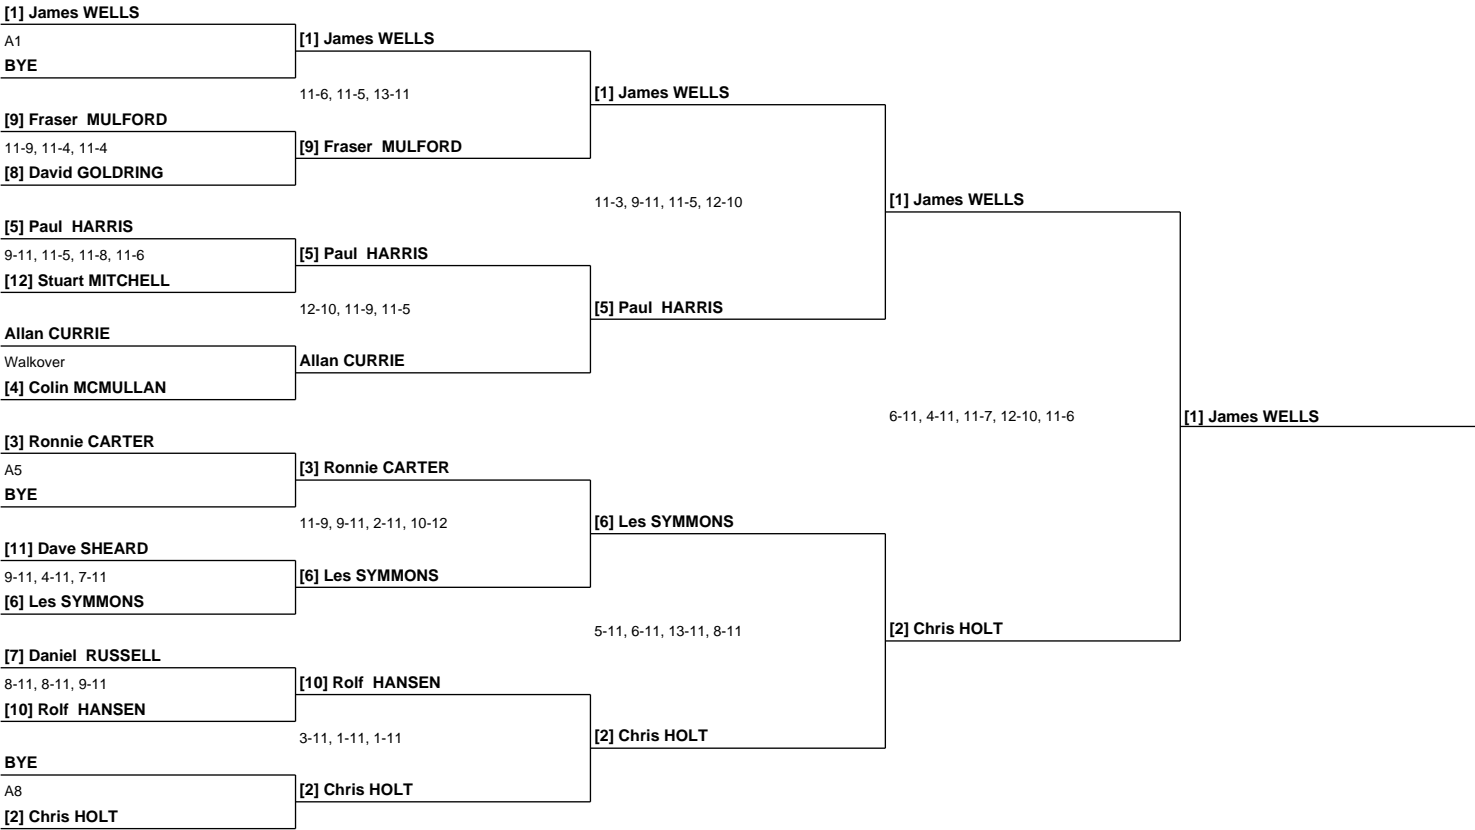 [1] James WELLS
A1
BYE
[9] Fraser  MULFORD
11-9, 11-4, 11-4
[8] David GOLDRING
[5] Paul  HARRIS
9-11, 11-5, 11-8, 11-6
[12] Stuart MITCHELL
Allan CURRIE
Walkover
[4] Colin MCMULLAN
[3] Ronnie CARTER
A5
BYE
[11] Dave SHEARD
9-11, 4-11, 7-11
[6] Les SYMMONS
[7] Daniel  RUSSELL
8-11, 8-11, 9-11
[10] Rolf  HANSEN
BYE
A8
[2] Chris HOLT
[1] James WELLS
11-6, 11-5, 13-11
[9] Fraser  MULFORD
[5] Paul  HARRIS
12-10, 11-9, 11-5
Allan CURRIE
[3] Ronnie CARTER
11-9, 9-11, 2-11, 10-12
[6] Les SYMMONS
[10] Rolf  HANSEN
3-11, 1-11, 1-11
[2] Chris HOLT
[1] James WELLS
11-3, 9-11, 11-5, 12-10
[5] Paul  HARRIS
[6] Les SYMMONS
5-11, 6-11, 13-11, 8-11
[2] Chris HOLT
[1] James WELLS
6-11, 4-11, 11-7, 12-10, 11-6
[2] Chris HOLT
[1] James WELLS